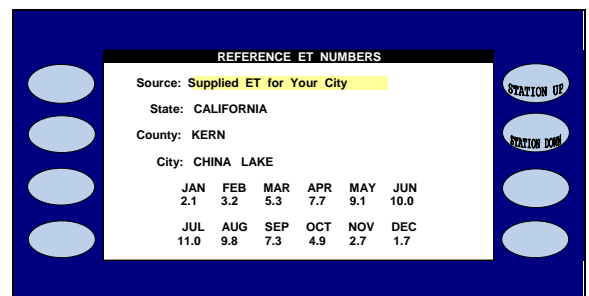 REFERENCE ET NUMBERS
Source: Supplied ET for Your City
STATION UP
State: CALIFORNIA
County: KERN
STATION DOWN
City: CHINA LAKE
JAN FEB MAR APR MAY JUN
2.1 3.2 5.3 7.7 9.1 10.0
JUL AUG SEP OCT NOV DEC
11.0 9.8 7.3 4.9 2.7 1.7